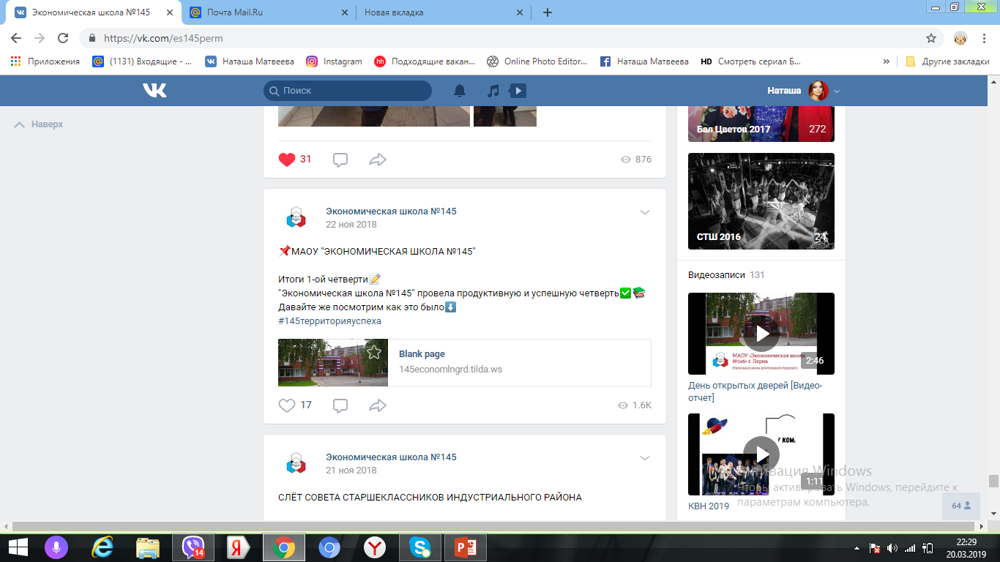 Экономическая школа №145
Почта Mail.Ru
Новая вкладка
https://vk.com/es145perm
Приложения
(1131) Входящие - ...
Наташа Матвеева
Instagram
Подходящие вакан...
Online Photo Editor...
Наташа Матвеева
HD Смотреть сериал Б...
»
Другие закладки
Поиск
Наташа
Наверх
31
876
Экономическая школа №145
22 ноя 2018
МАОУ "ЭКОНОМИЧЕСКАЯ ШКОЛА №145"
Итоги 1-ой четверти
"Экономическая школа №145" провела продуктивную и успешную четверть
Давайте же посмотрим как это было
#145территорияуспеха
Blank page
145economlngrd.tilda.ws
17
1.6K
Экономическая школа №145
21 ноя 2018
СЛЁТ СОВЕТА СТАРШЕКЛАССНИКОВ ИНДУСТРИАЛЬНОГО РАЙОНА
Бал Цветов 2017 272
СТШ 2016 24
Видеозаписи 131
МАОУ «Экономическая школа
№145» г. Пермь
Маленькая школа для большого будущего
2:46
День открытых дверей [Видео-
отчет]
КОМ
1:11
КВН 2019
Активация Windows
Чтобы активировать Windows, перейдите к
параметрам компьютера.
64
14
22:29
20.03.2019